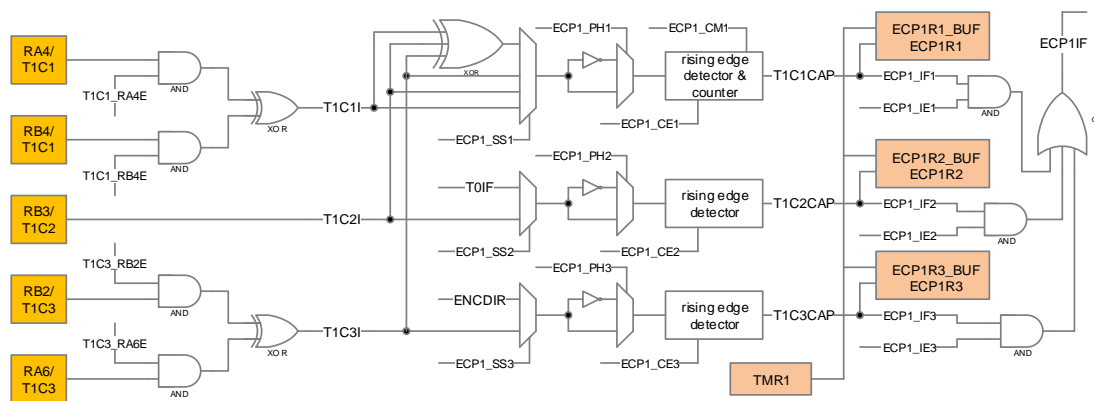 RA4/
T1C1
T1C1_RA4E
AND
RB4/
T1C1
T1C1_RB4E
AND
XOR
T1C1I
RB3/
T1C2
T1C2I
RB2/
T1C3
T1C3_RB2E
AND
T1C3_RA6E
RA6/
T1C3
AND
XOR
T1C3I
XOR
ECP1_SS1
ECP1_PH1
ECP1_CM1
rising edge
detector &
counter
ECP1_CE1
T1C1CAP
T0IF
ECP1_SS2
ECP1_PH2
rising edge
detector
ECP1_CE2
T1C2CAP
ENCDIR
ECP1_SS3
ECP1_PH3
rising edge
detector
ECP1_CE3
T1C3CAP
TMR1
ECP1R1_BUF
ECP1R1
ECP1_IF1
ECP1_IE1
AND
ECP1R2_BUF
ECP1R2
ECP1_IF2
ECP1_IE2
AND
ECP1R3_BUF
ECP1R3
ECP1_IF3
ECP1_IE3
AND
ECP1IF